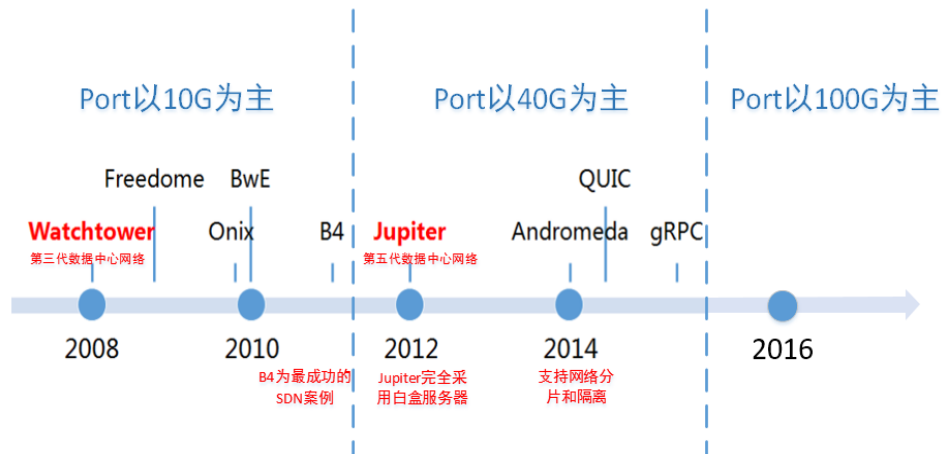 Port以10G为主
Port以40G为主
Port以100G为主
Freedome
BwE
QUIC
Watchtower
Onix
B4
Jupiter
Andromeda
gRPC
第三代数据中心网络
第五代数据中心网络
2008
2010
2012
2014
2016
B4为最成功的
SDN案例
Jupiter完全采
用白盒服务器
支持网络分
片和隔离